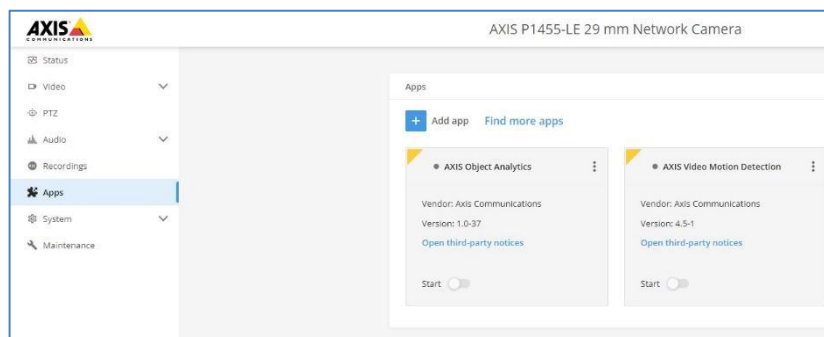 AXIS
COMMUNICATIONS
AXIS P1455-LE 29 mm Network Camera
Status
Video
PTZ
Audio
Recordings
Apps
System
Maintenance
Apps
Add app Find more apps
AXIS Object Analytics
Vendor: Axis Communications
Version: 1.0-37
Open third-party notices
Start
AXIS Video Motion Detection
Vendor: Axis Communications
Version: 4.5-1
Open third-party notices
Start